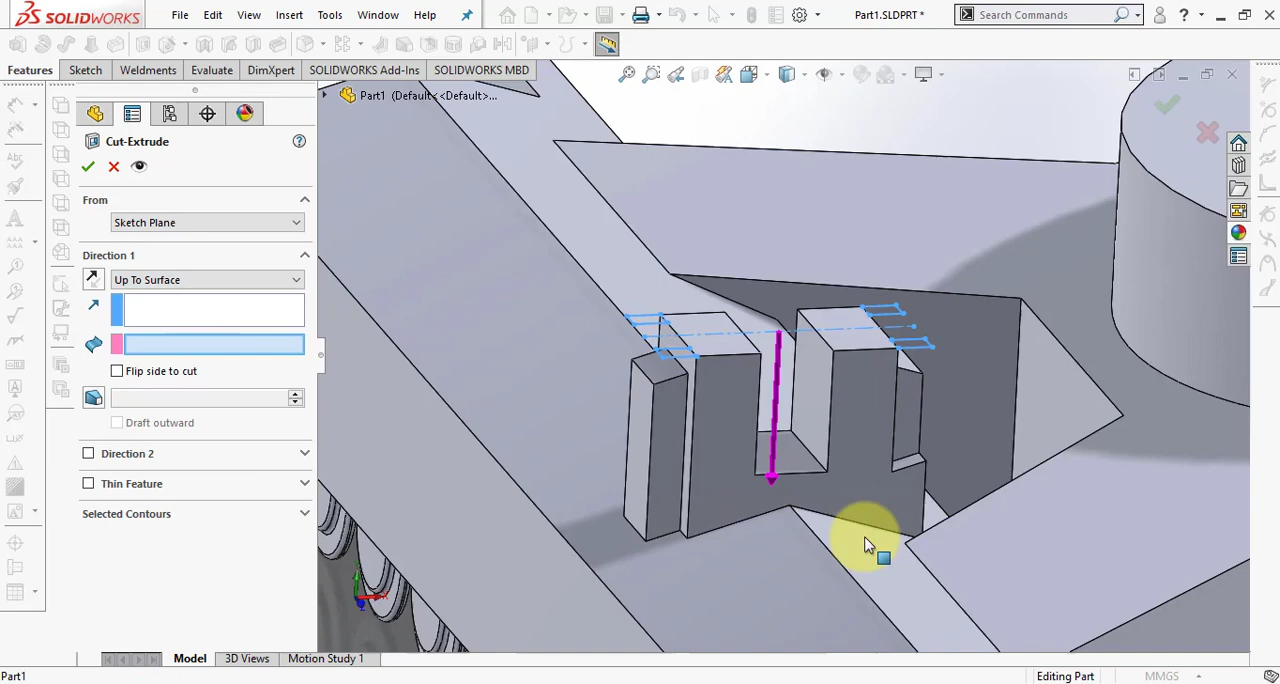 SOLIDWORKS
File Edit View Insert Tools Window Help
Part1.SLDPRT *
Search Commands
?
Features Sketch Weldments Evaluate DimXpert SOLIDWORKS Add-Ins SOLIDWORKS MBD
Part1 (Default<<Default>...
Cut-Extrude
From
Sketch Plane
Direction 1
Up To Surface
Flip side to cut
Draft outward
Direction 2
Thin Feature
Selected Contours
Model 3D Views Motion Study 1
Part1 Editing Part MMGS